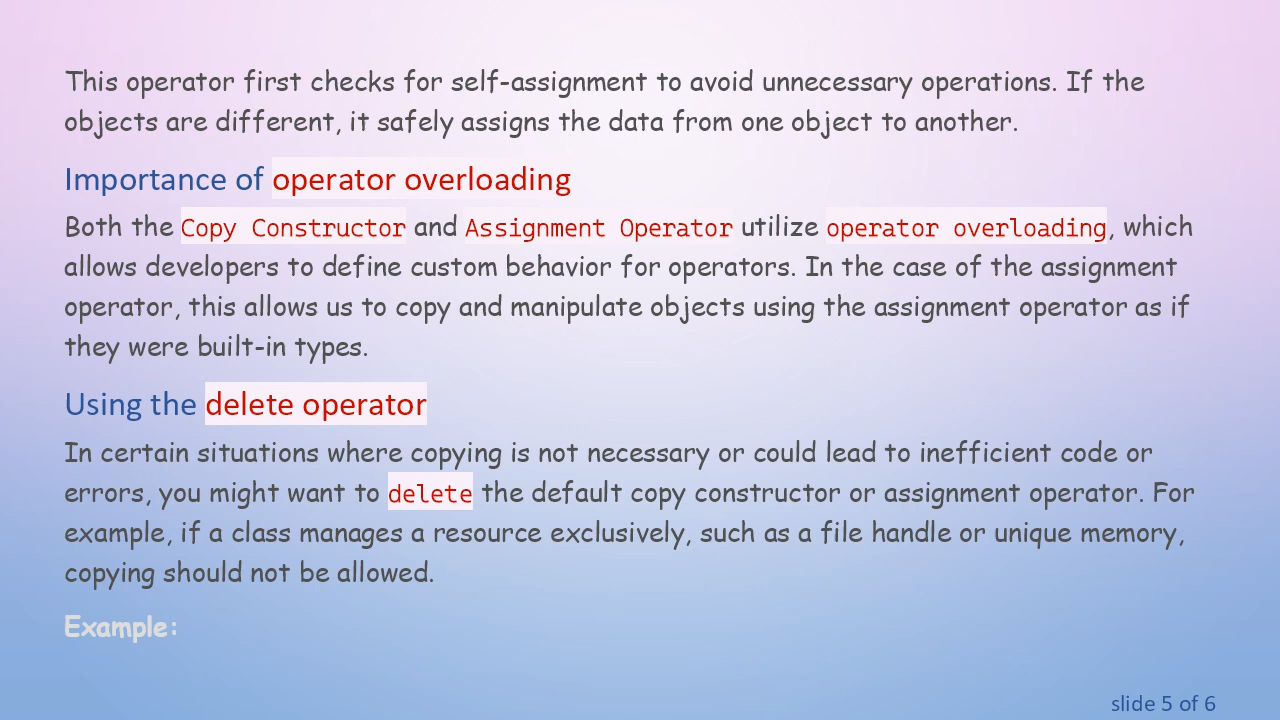 This operator first checks for self-assignment to avoid unnecessary operations. If the
objects are different, it safely assigns the data from one object to another.
Importance of operator overloading
Both the Copy Constructor and Assignment Operator utilize operator overloading, which
allows developers to define custom behavior for operators. In the case of the assignment
operator, this allows us to copy and manipulate objects using the assignment operator as if
they were built-in types.
Using the delete operator
In certain situations where copying is not necessary or could lead to inefficient code or
errors, you might want to delete the default copy constructor or assignment operator. For
example, if a class manages a resource exclusively, such as a file handle or unique memory,
copying should not be allowed.
Example:
slide 5 of 6